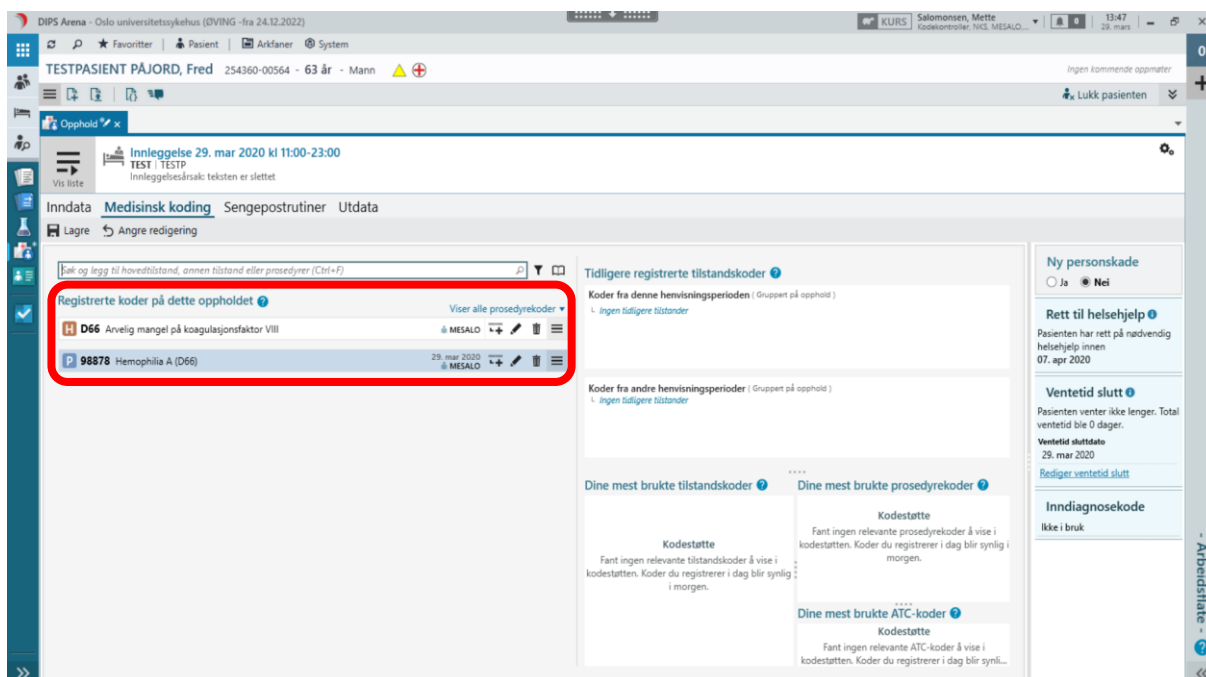 DIPS Arena - Oslo universitetssykehus (ØVING -fra 24.12.2022)
KURS
Salomonsen, Mette
Kodekontroller, NKS, MESALO...
0
13:47
29. mars
Favoritter
Pasient
Arkfaner
System
TESTPASIENT PÅJORD, Fred 254360-00564 - 63 år - Mann
Ingen kommende oppmøter
0
Lukk pasienten
Opphold
Vis liste
Innleggelse 29. mar 2020 kl 11:00-23:00
TEST | TESTP
Innleggelsesårsak: teksten er slettet
Inndata Medisinsk koding Sengepostrutiner Utdata
Lagre Angre redigering
Søk og legg til hovedtilstand, annen tilstand eller prosedyrer (Ctrl+F)
Registrerte koder på dette oppholdet
Viser alle prosedyrekoder
H D66 Arvelig mangel på koagulasjonsfaktor VIII
MESALO
P 98878 Hemophilia A (D66)
29. mar 2020
MESALO
Tidligere registrerte tilstandskoder
Koder fra denne henvisningsperioden ( Gruppert på opphold )
Ingen tidligere tilstander
Koder fra andre henvisningsperioder ( Gruppert på opphold )
Ingen tidligere tilstander
Dine mest brukte tilstandskoder
Kodestøtte
Fant ingen relevante tilstandskoder å vise i
kodestøtten. Koder du registrerer i dag blir synlig
i morgen.
Dine mest brukte prosedyrekoder
Kodestøtte
Fant ingen relevante prosedyrekoder å vise i
kodestøtten. Koder du registrerer i dag blir synlig i
morgen.
Dine mest brukte ATC-koder
Kodestøtte
Fant ingen relevante ATC-koder å vise i
kodestøtten. Koder du registrerer i dag blir synli...
Ny personskade
Ja Nei
Rett til helsehjelp
Pasienten har rett på nødvendig
helsehjelp innen
07. apr 2020
Ventetid slutt
Pasienten venter ikke lenger. Total
ventetid ble 0 dager.
Ventetid sluttdato
29. mar 2020
Rediger ventetid slutt
Inndiagnosekode
Ikke i bruk
- Arbeidsflate -